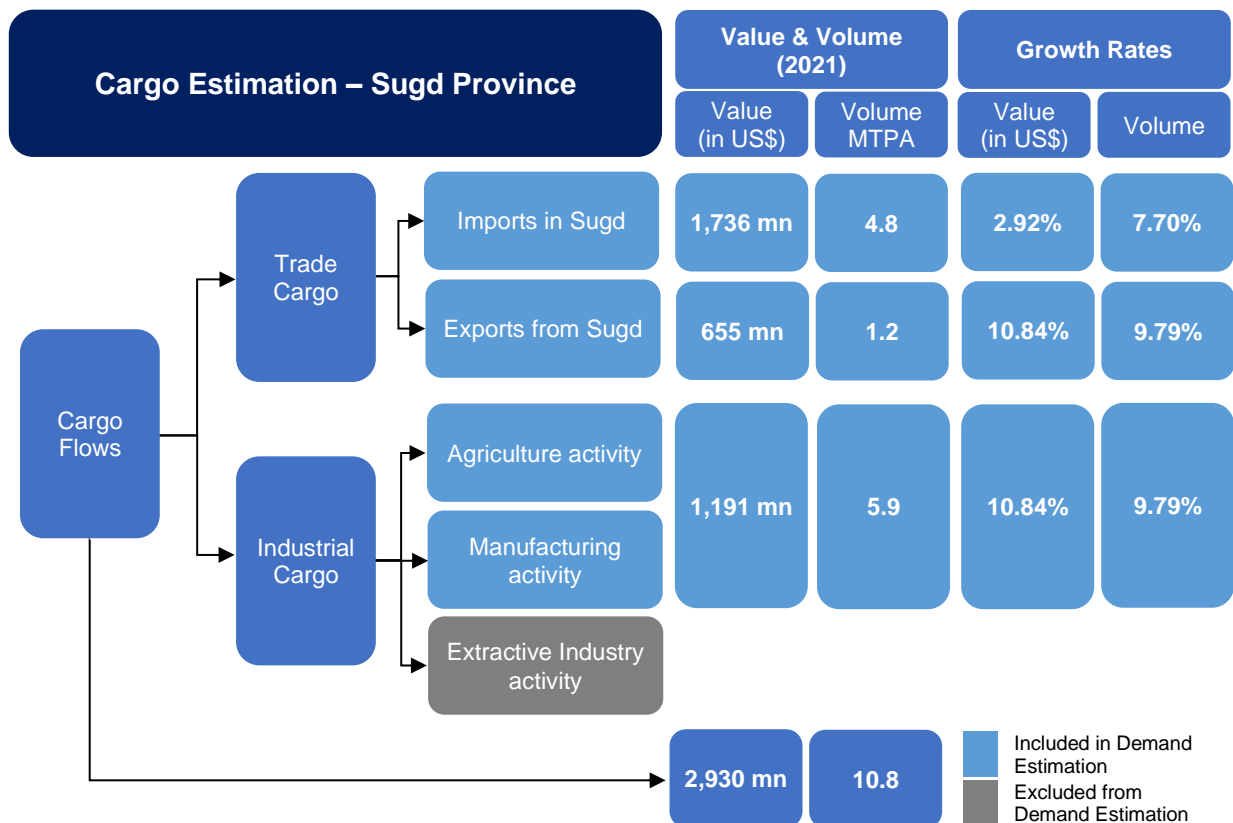 Cargo Estimation – Sugd Province
Value & Volume
(2021)
Growth Rates
Value
(in US$)
Volume
MTPA
Value
(in US$)
Volume
Trade
Cargo
Imports in Sugd
1,736 mn
4.8
2.92%
7.70%
Exports from Sugd
655 mn
1.2
10.84%
9.79%
Cargo
Flows
Industrial
Cargo
Agriculture activity
Manufacturing
activity
Extractive Industry
activity
1,191 mn
5.9
10.84%
9.79%
2,930 mn
10.8
Included in Demand
Estimation
Excluded from
Demand Estimation